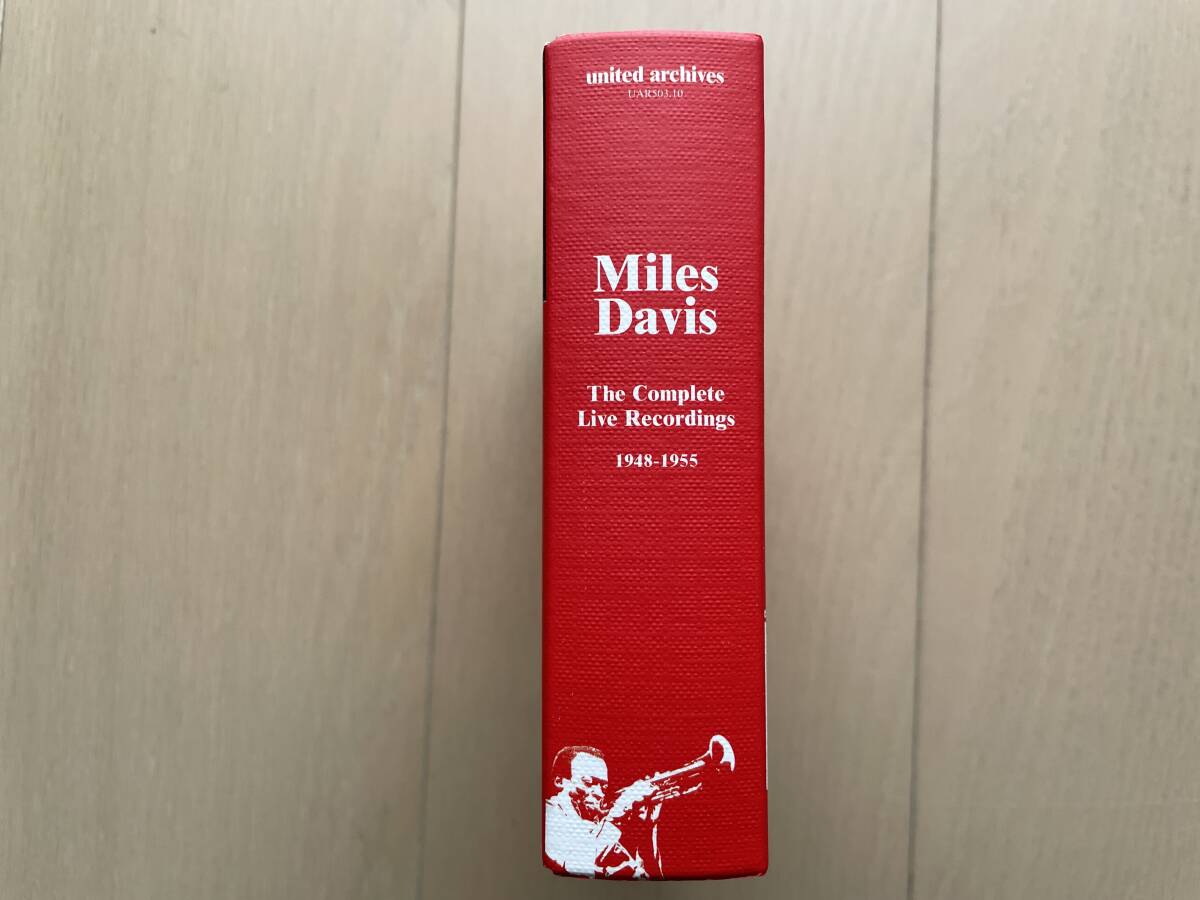 united archives
UAR503.10
Miles
Davis
The Complete
Live Recordings
1948-1955